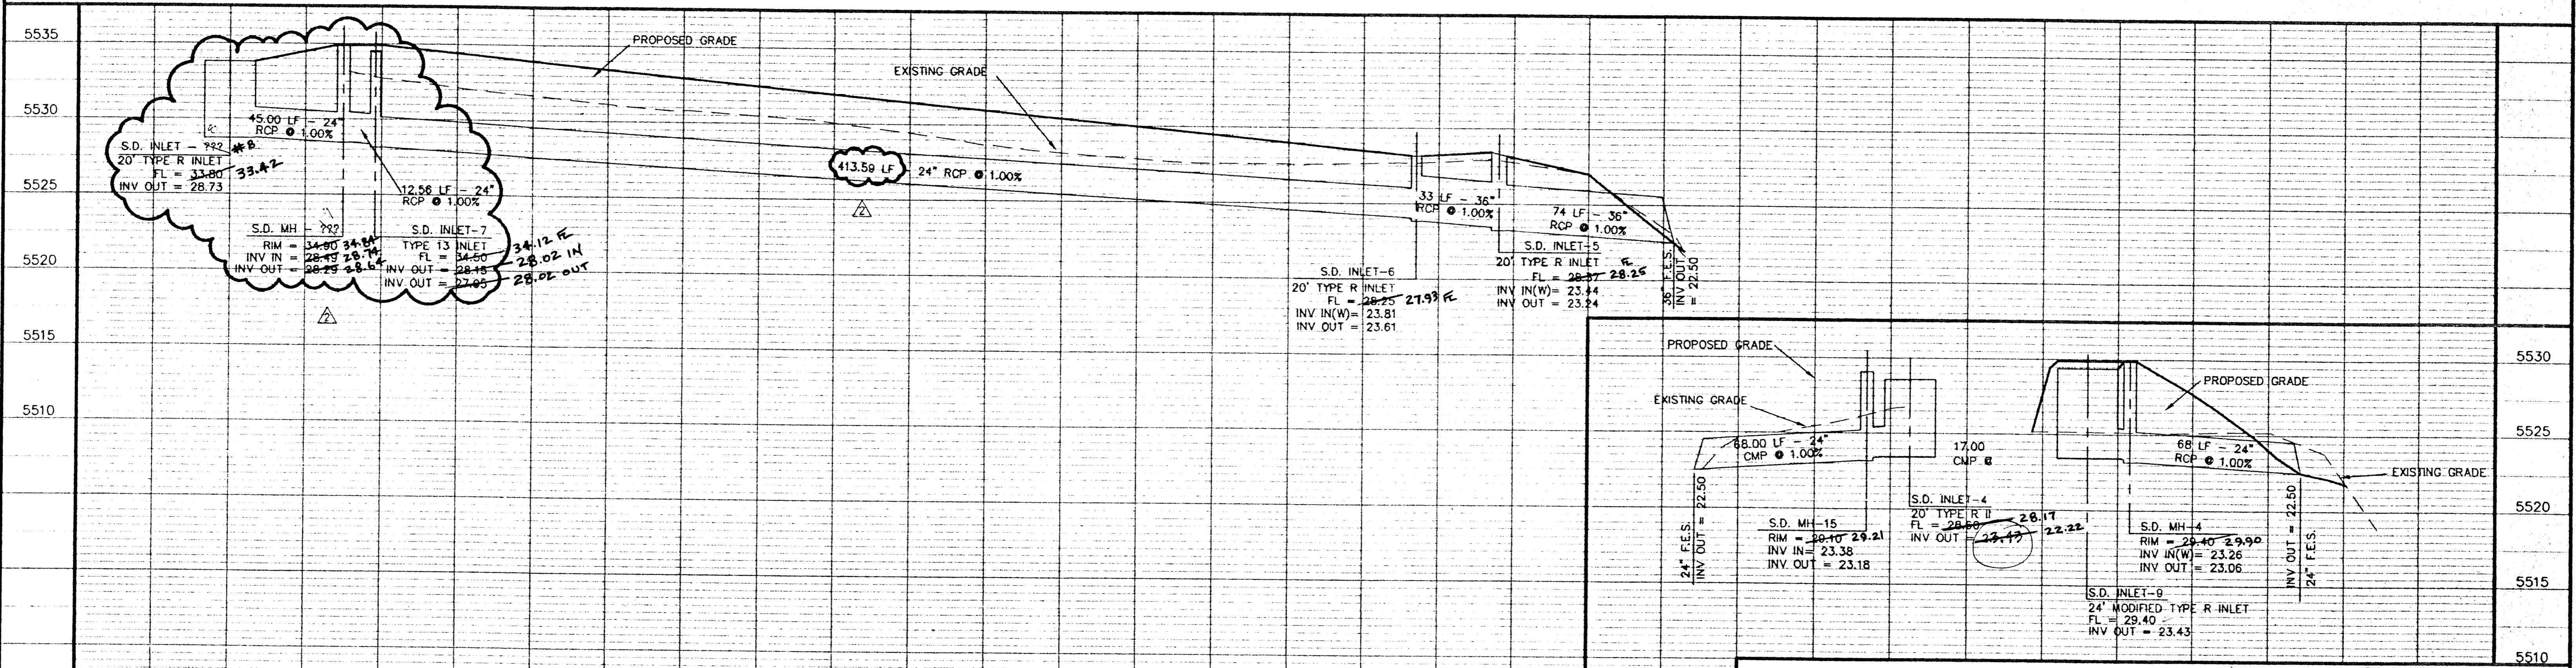 5535
5530
5525
5520
5515
5510
PROPOSED GRADE
EXISTING GRADE
45.00 LF - 24"
RCP @ 1.00%
S.D. INLET - ??? #8
20' TYPE R INLET
FL = 33.80 33.42
INV OUT = 28.73
12.56 LF - 24"
RCP @ 1.00%
S.D. MH - ???
RIM = 34.90 34.84
INV IN = 28.49 28.74
INV OUT = 28.29 28.64
S.D. INLET-7
TYPE 13 INLET
FL = 34.50 34.12 FL
INV OUT = 28.15 28.02 IN
INV OUT = 27.95 28.02 OUT
2
413.59 LF - 24" RCP @ 1.00%
2
33 LF - 36"
RCP @ 1.00%
74 LF - 36"
RCP @ 1.00%
S.D. INLET-6
20' TYPE R INLET
FL = 28.25 27.93 FL
INV IN(W)= 23.81
INV OUT = 23.61
S.D. INLET-5
20' TYPE R INLET
FL = 28.57 28.25 FL
INV IN(W)= 23.44
INV OUT = 23.24
36" F.E.S.
INV OUT
= 22.50
PROPOSED GRADE
EXISTING GRADE
68.00 LF - 24"
CMP @ 1.00%
17.00
CMP @
24" F.E.S.
INV OUT = 22.50
S.D. MH-15
RIM = 29.10 29.21
INV IN= 23.38
INV OUT = 23.18
S.D. INLET-4
20' TYPE R II
FL = 28.50 28.17
INV OUT = 23.43 22.22
PROPOSED GRADE
68 LF - 24"
RCP @ 1.00%
EXISTING GRADE
S.D. MH-4
RIM = 29.40 29.90
INV IN(W)= 23.26
INV OUT = 23.06
INV OUT = 22.50
24" F.E.S.
S.D. INLET-9
24' MODIFIED TYPE R INLET
FL = 29.40
INV OUT = 23.43
5530
5525
5520
5515
5510